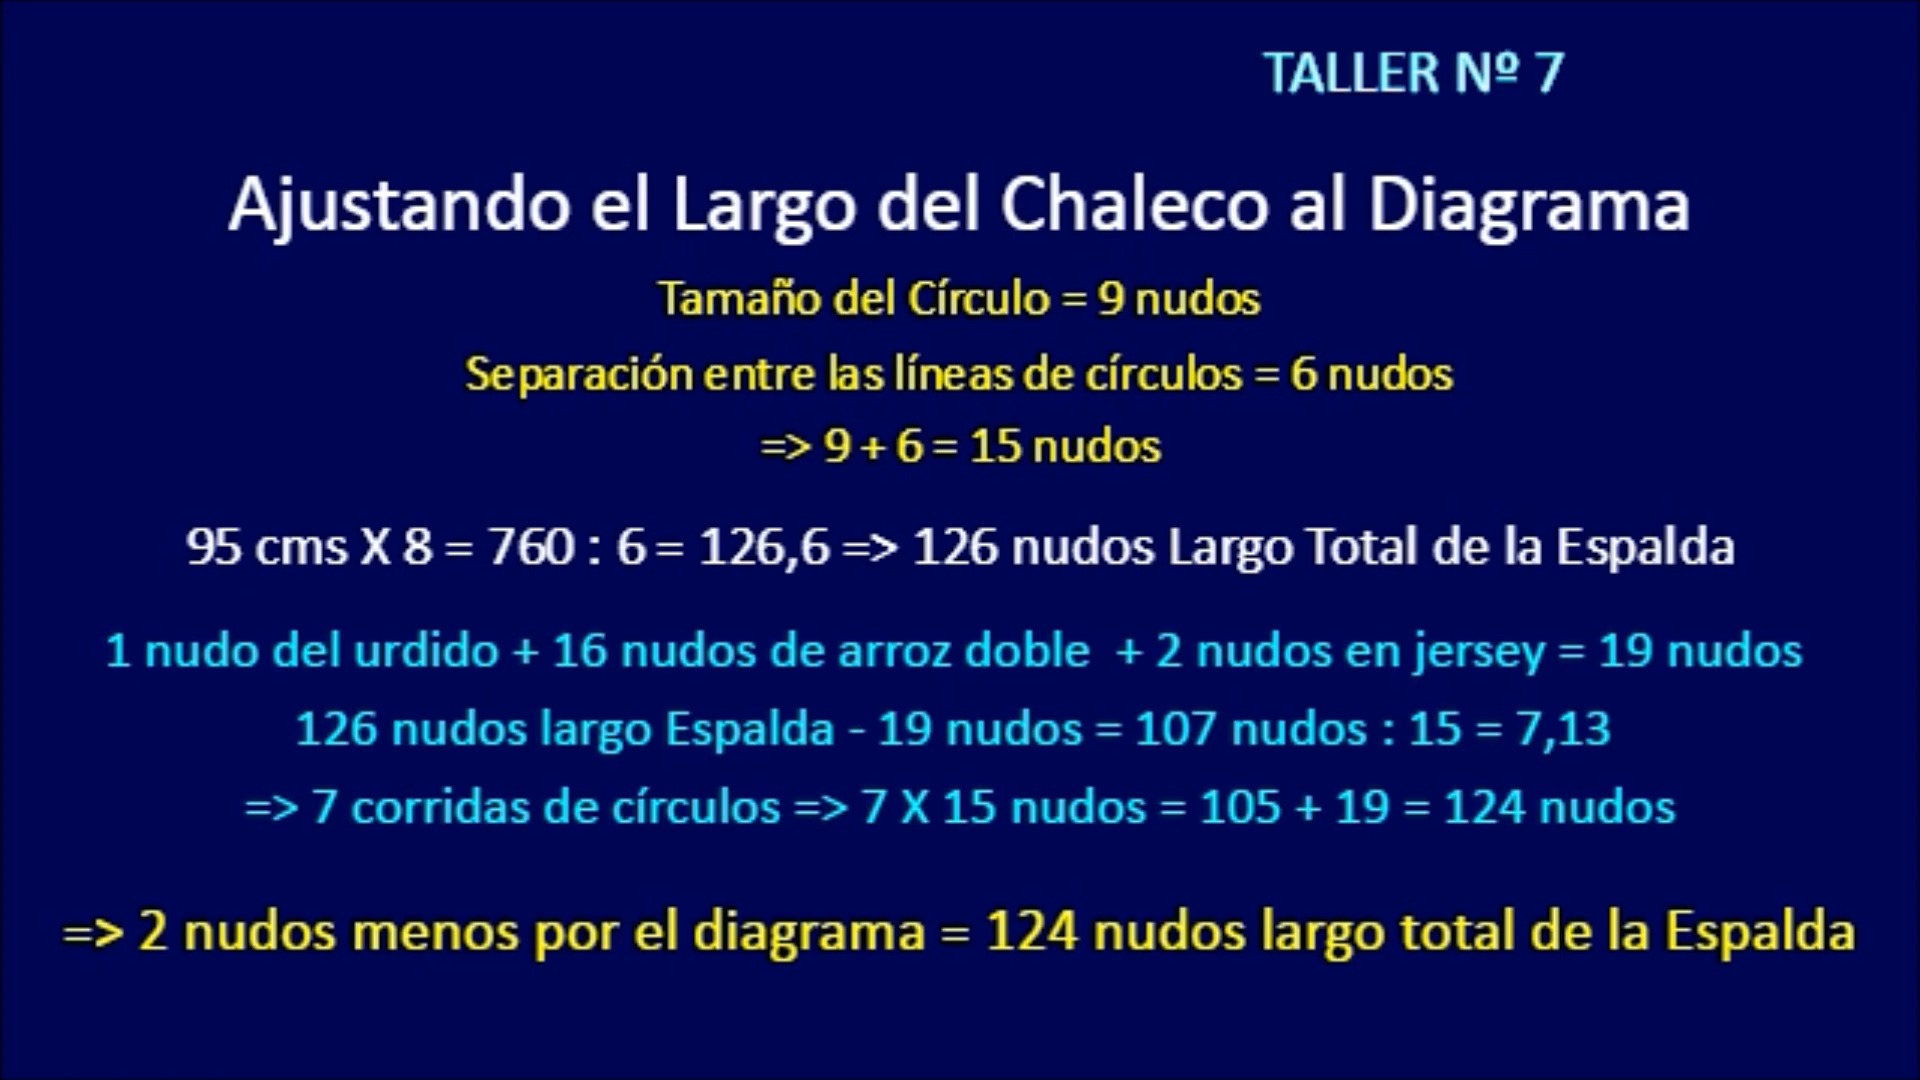 TALLER Nº 7
Ajustando el Largo del Chaleco al Diagrama
Tamaño del Círculo = 9 nudos
Separación entre las líneas de círculos = 6 nudos
=> 9 + 6 = 15 nudos
95 cms X 8 = 760 : 6 = 126,6 => 126 nudos Largo Total de la Espalda
1 nudo del urdido + 16 nudos de arroz doble + 2 nudos en jersey = 19 nudos
126 nudos largo Espalda - 19 nudos = 107 nudos : 15 = 7,13
=> 7 corridas de círculos => 7 X 15 nudos = 105 + 19 = 124 nudos
=> 2 nudos menos por el diagrama = 124 nudos largo total de la Espalda